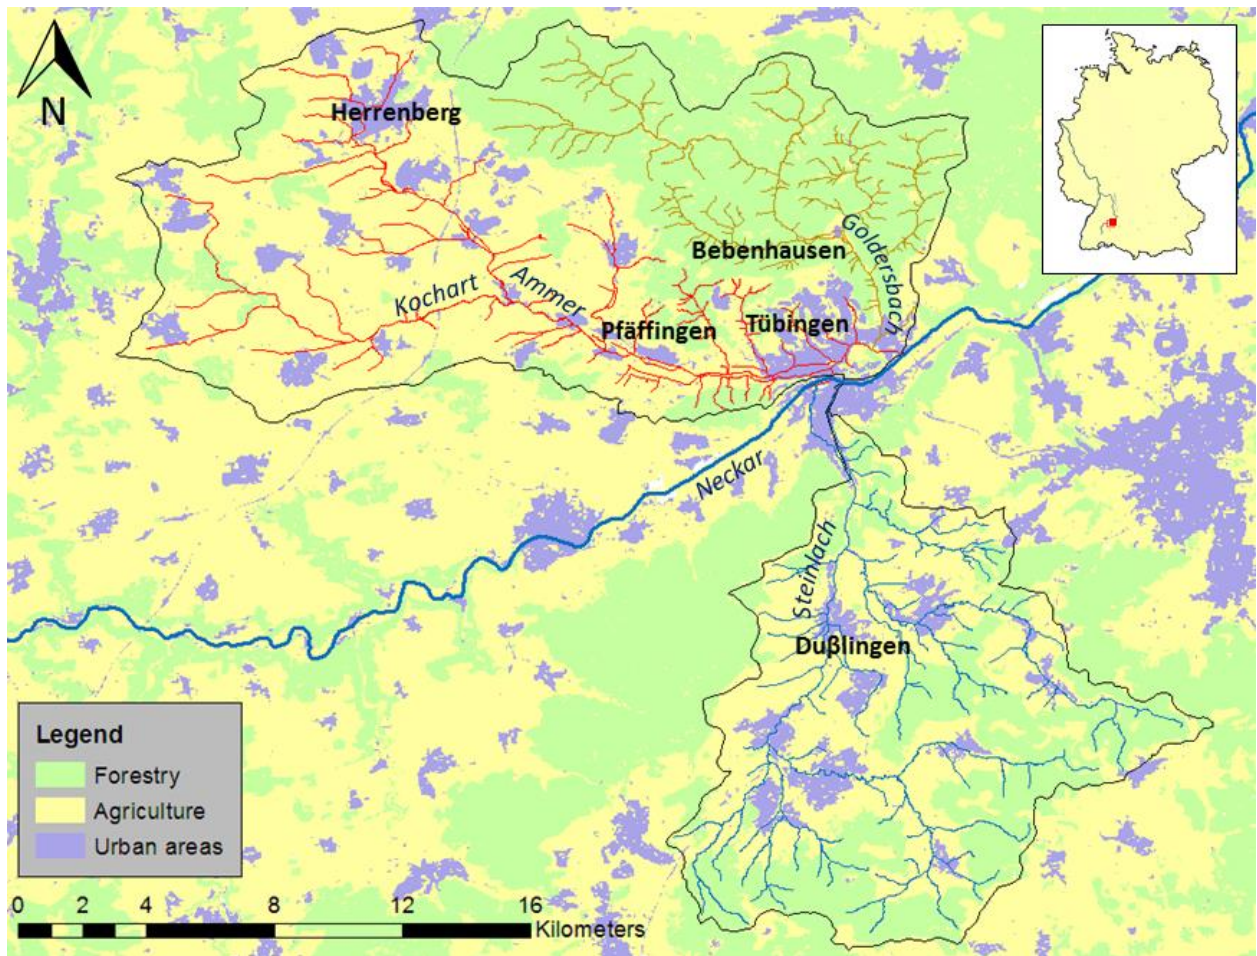 N
Herrenberg
Goldersbach
Bebenhausen
Kochart
Ammer
Pfäffingen
Tübingen
Neckar
Steinlach
Dußlingen
Legend
Forestry
Agriculture
Urban areas
0 2 4 8 12 16
Kilometers